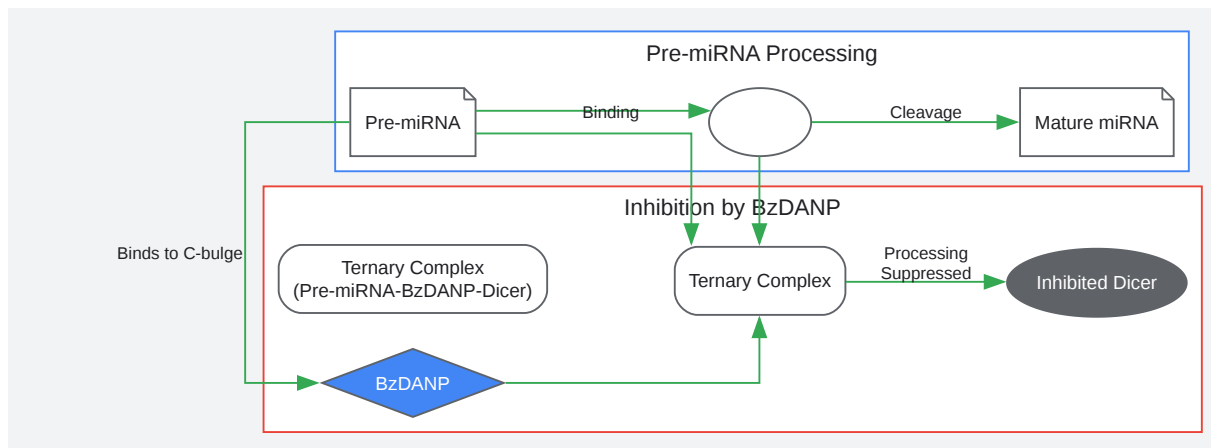 Pre-miRNA Processing
Pre-miRNA
Binding
Cleavage
Mature miRNA
Inhibition by BzDANP
Binds to C-bulge
Ternary Complex
(Pre-miRNA-BzDANP-Dicer)
Ternary Complex
Processing
Suppressed
Inhibited Dicer
BzDANP